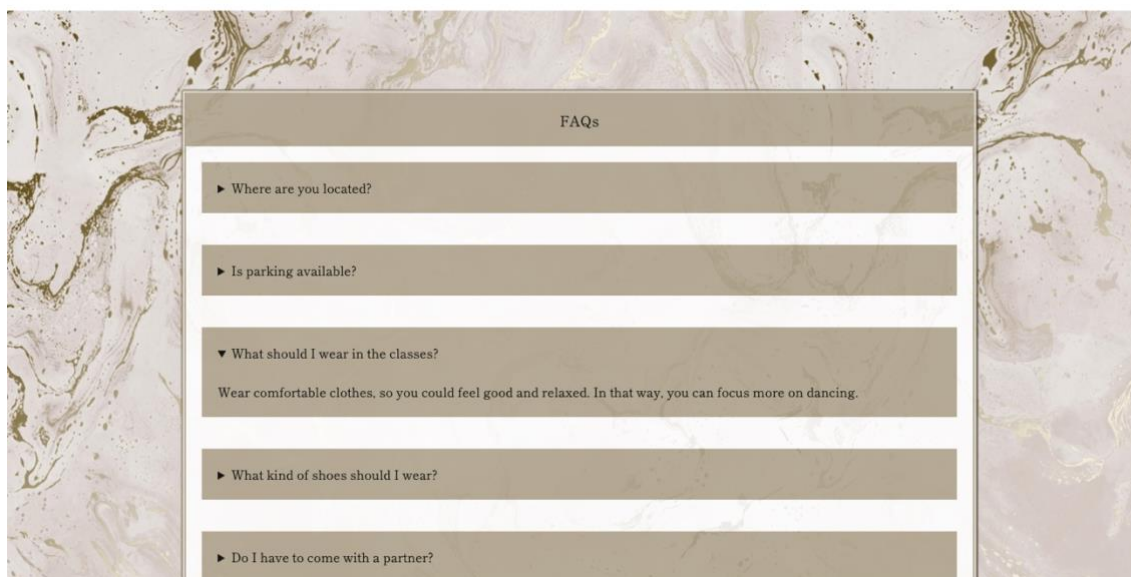 FAQs
Where are you located?
Is parking available?
What should I wear in the classes?
Wear comfortable clothes, so you could feel good and relaxed. In that way, you can focus more on dancing.
What kind of shoes should I wear?
Do I have to come with a partner?